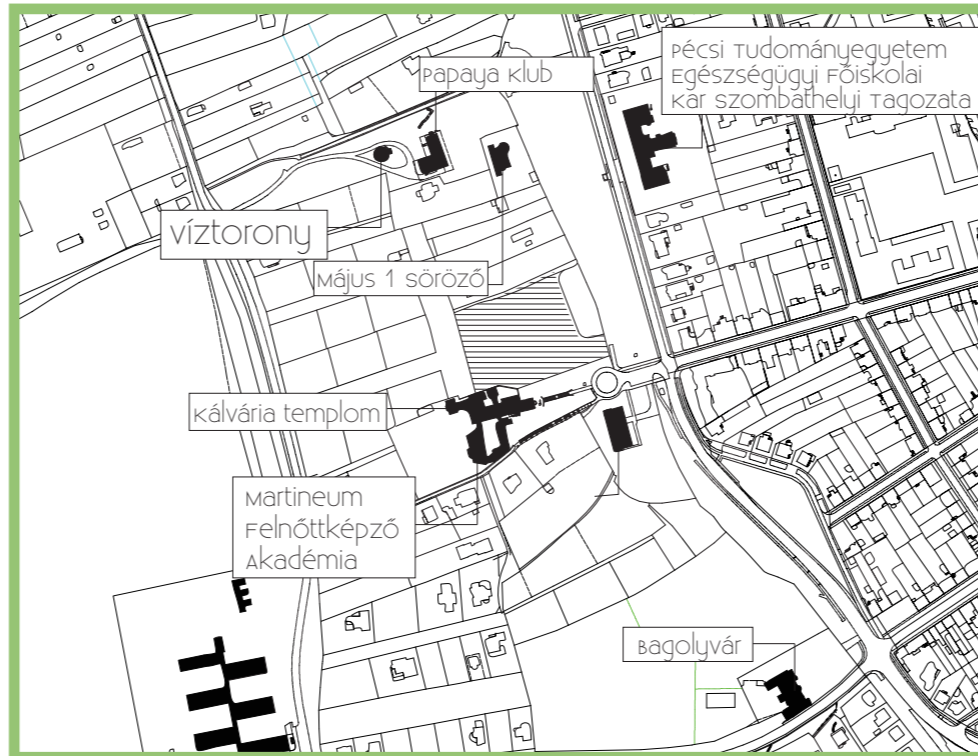 Papaya Klub
Pécsi Tudományegyetem
Egészségügyi Főiskolai
Kar Szombathelyi Tagozata
Víztorony
Május 1 söröző
Kálvária templom
Martineum
Felnőttképző
Akadémia
Bagolyvár